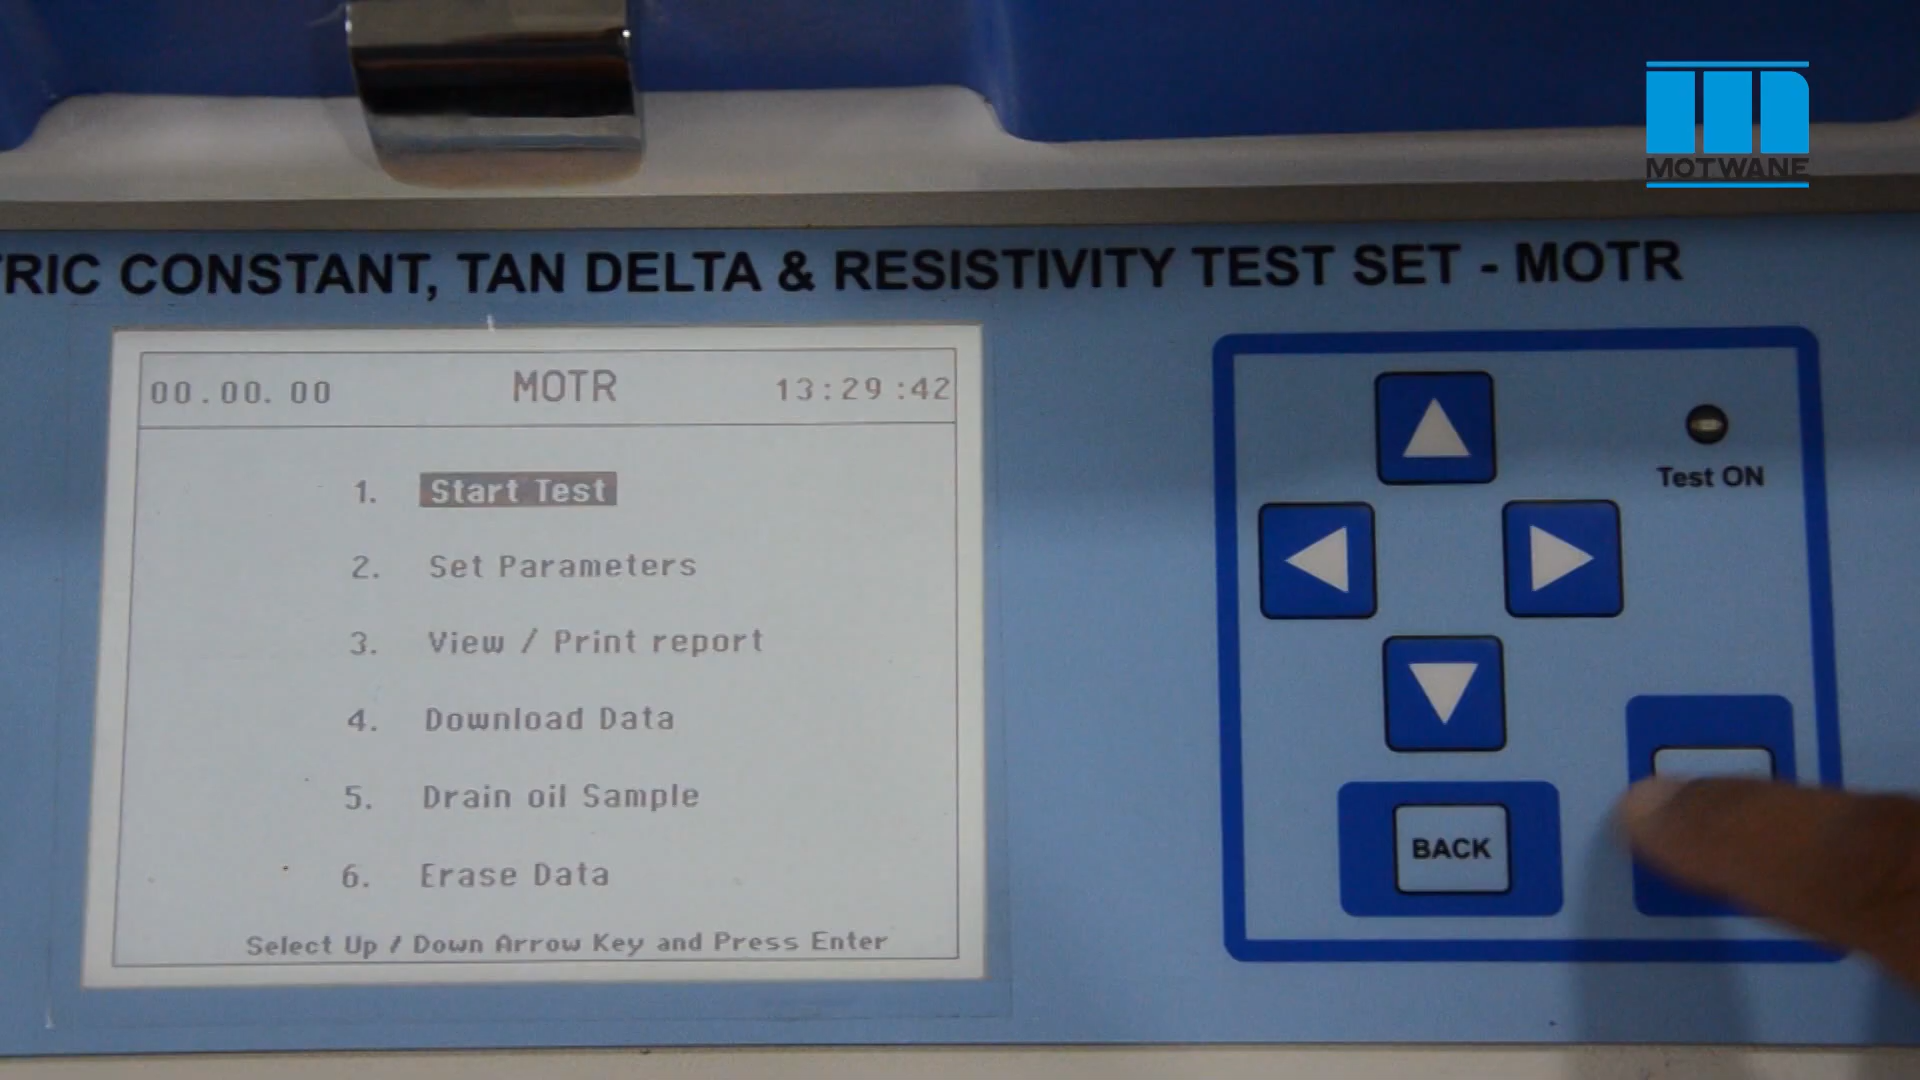 MOTWANE
RIC CONSTANT, TAN DELTA & RESISTIVITY TEST SET - MOTR
00.00.00 MOTR 13:29:42
1. Start Test
2. Set Parameters
3. View / Print report
4. Download Data
5. Drain oil Sample
6. Erase Data
Select Up / Down Arrow Key and Press Enter
Test ON
BACK